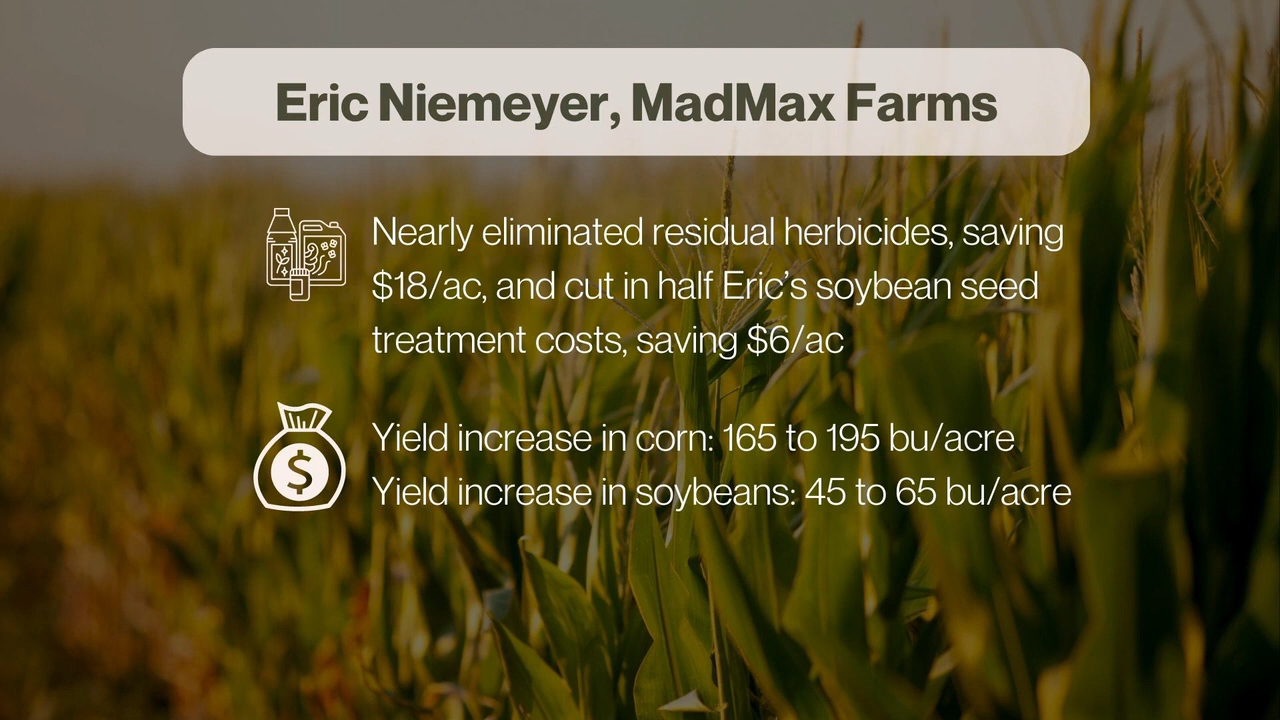 Eric Niemeyer, MadMax Farms
Nearly eliminated residual herbicides, saving
$18/ac, and cut in half Eric’s soybean seed
treatment costs, saving $6/ac
$
Yield increase in corn: 165 to 195 bu/acre
Yield increase in soybeans: 45 to 65 bu/acre